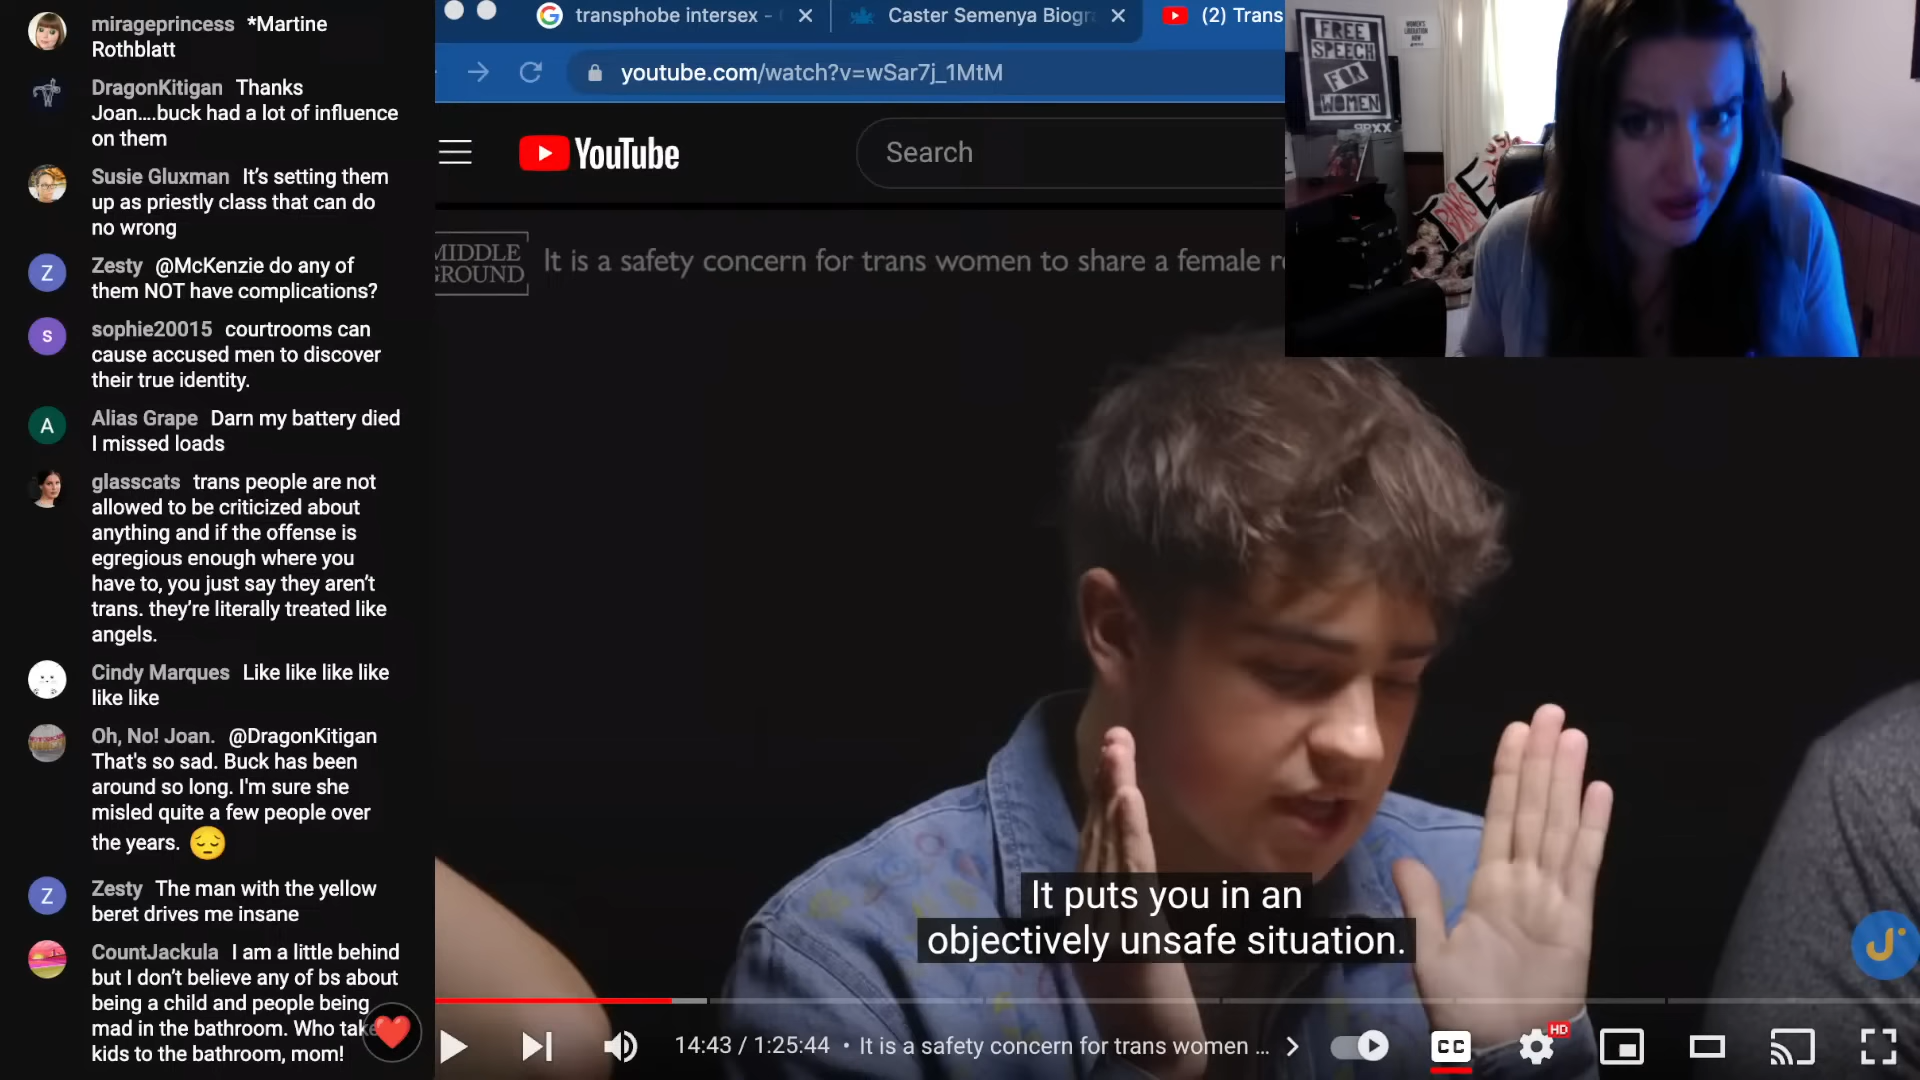 mirageprincess *Martine
Rothblatt
DragonKitigan Thanks
Joan....buck had a lot of influence
on them
Susie Gluxman It's setting them
up as priestly class that can do
no wrong
Z
Zesty @McKenzie do any of
them NOT have complications?
s
sophie20015 courtrooms can
cause accused men to discover
their true identity.
A
Alias Grape Darn my battery died
I missed loads
glasscats trans people are not
allowed to be criticized about
anything and if the offense is
egregious enough where you
have to, you just say they aren't
trans. they're literally treated like
angels.
Cindy Marques Like like like like
like like
Oh, No! Joan. @DragonKitigan
That's so sad. Buck has been
around so long. I'm sure she
misled quite a few people over
the years. 😔
Z
Zesty The man with the yellow
beret drives me insane
CountJackula I am a little behind
but I don't believe any of bs about
being a child and people being
mad in the bathroom. Who take
kids to the bathroom, mom!
transphobe intersex -
Caster Semenya Biogr
(2) Trans
youtube.com/watch?v=wSar7j_1MtM
YouTube
Search
MIDDLE
GROUND
It is a safety concern for trans women to share a female r
FREE
SPEECH
FOR
WOMEN
It puts you in an
objectively unsafe situation.
14:43 / 1:25:44 • It is a safety concern for trans women ...
CC
HD